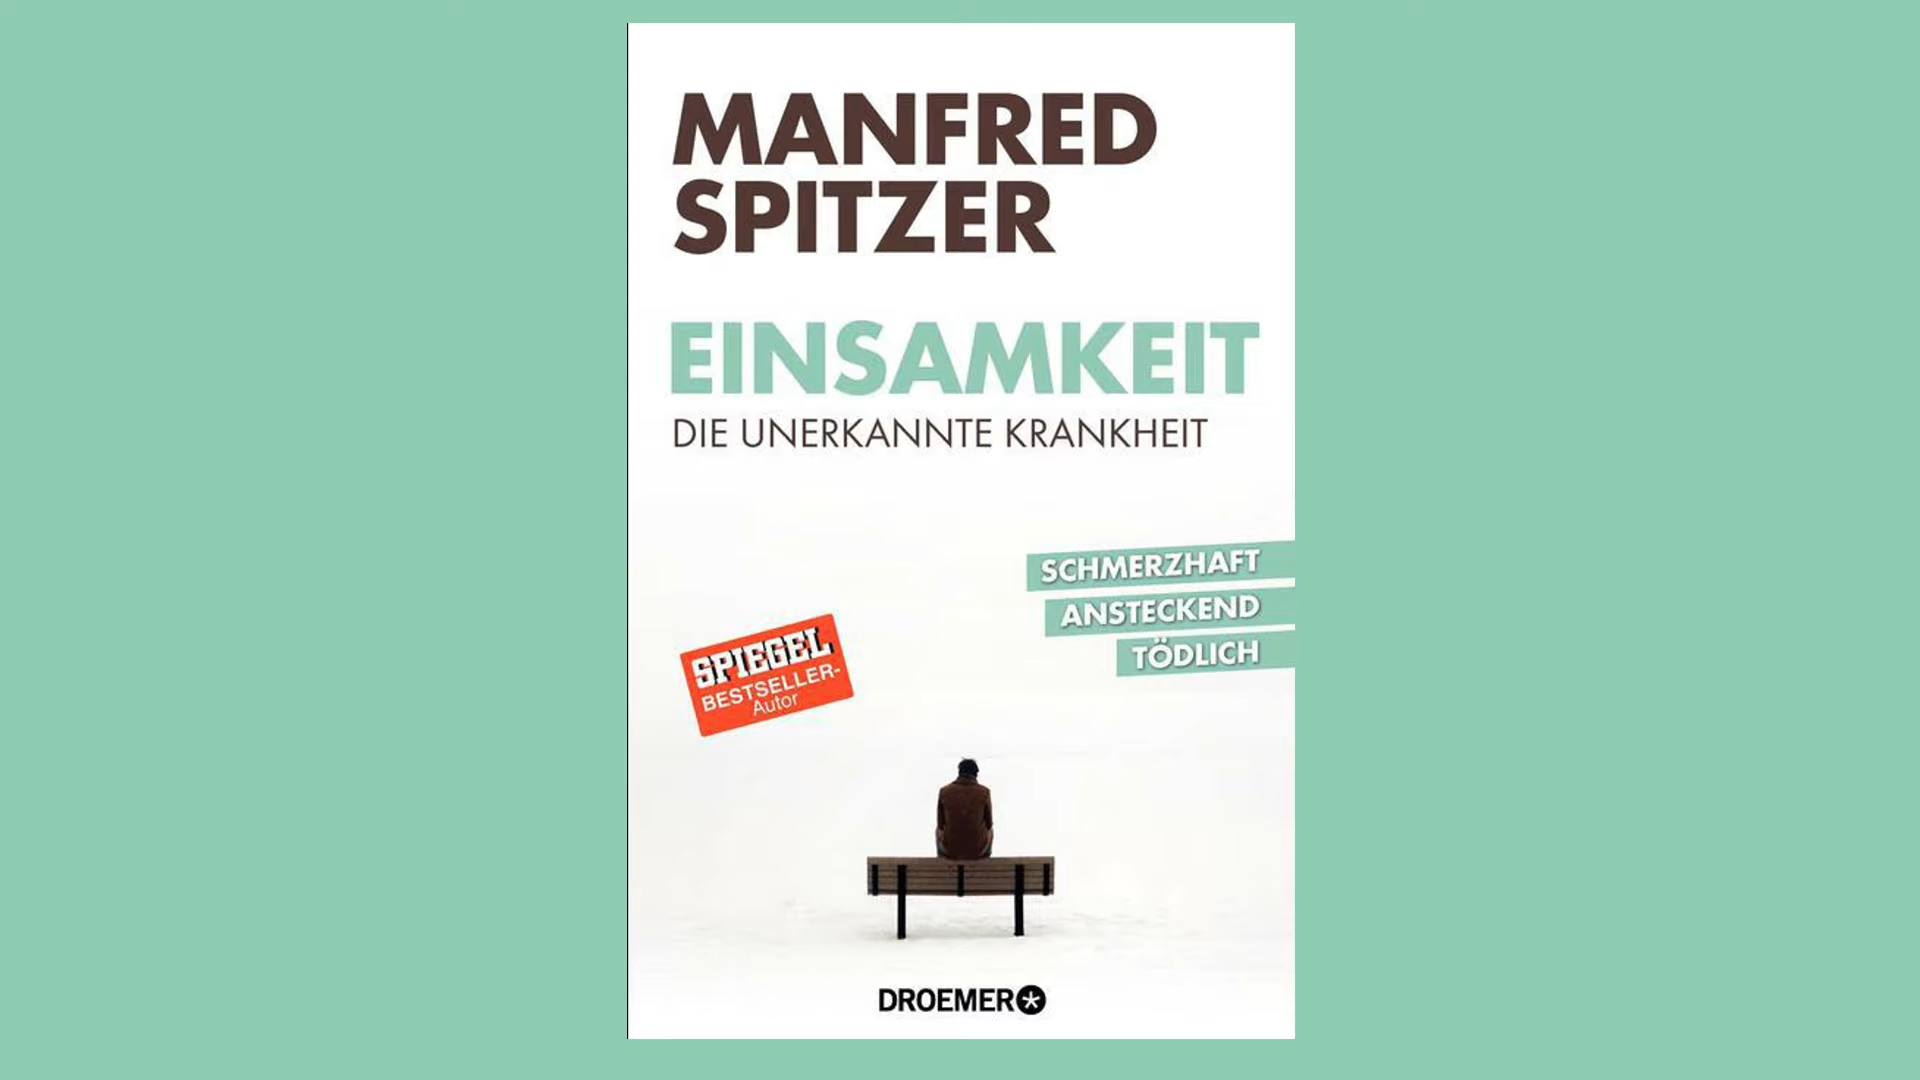 MANFRED
SPITZER
EINSAMKEIT
DIE UNERKANNTE KRANKHEIT
SCHMERZHAFT
ANSTECKEND
TÖDLICH
SPIEGEL
BESTSELLER-
Autor
DROEMER